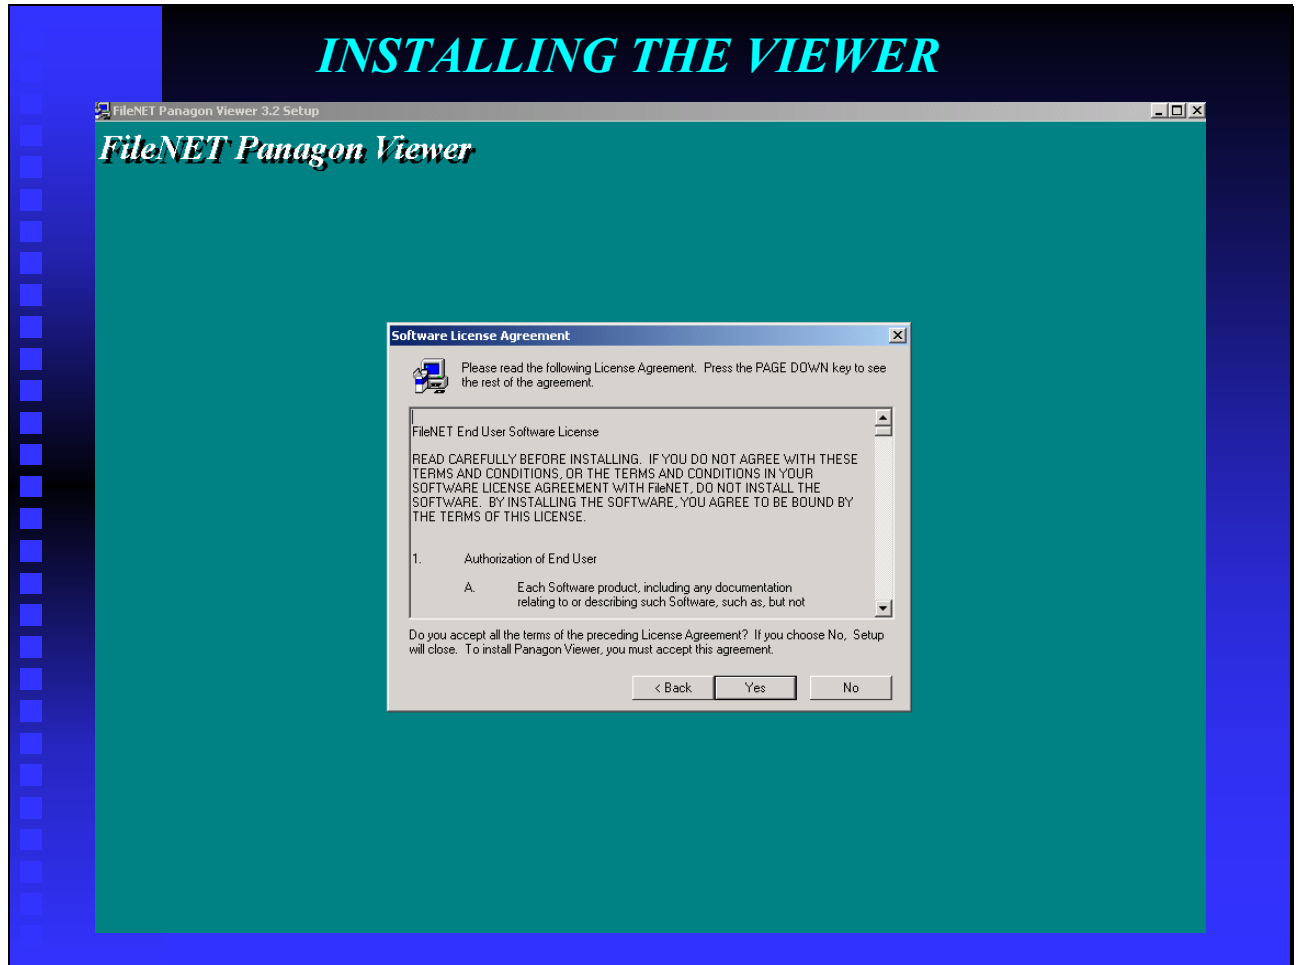 INSTALLING THE VIEWER
FileNET Panagon Viewer 3.2 Setup
FileNET Panagon Viewer
Software License Agreement
Please read the following License Agreement.  Press the PAGE DOWN key to see
the rest of the agreement.
FileNET End User Software License
READ CAREFULLY BEFORE INSTALLING.  IF YOU DO NOT AGREE WITH THESE
TERMS AND CONDITIONS, OR THE TERMS AND CONDITIONS IN YOUR
SOFTWARE LICENSE AGREEMENT WITH FileNET, DO NOT INSTALL THE
SOFTWARE.  BY INSTALLING THE SOFTWARE, YOU AGREE TO BE BOUND BY
THE TERMS OF THIS LICENSE.
1. Authorization of End User
A. Each Software product, including any documentation
relating to or describing such Software, such as, but not
Do you accept all the terms of the preceding License Agreement?  If you choose No,  Setup
will close.  To install Panagon Viewer, you must accept this agreement.
< Back Yes No